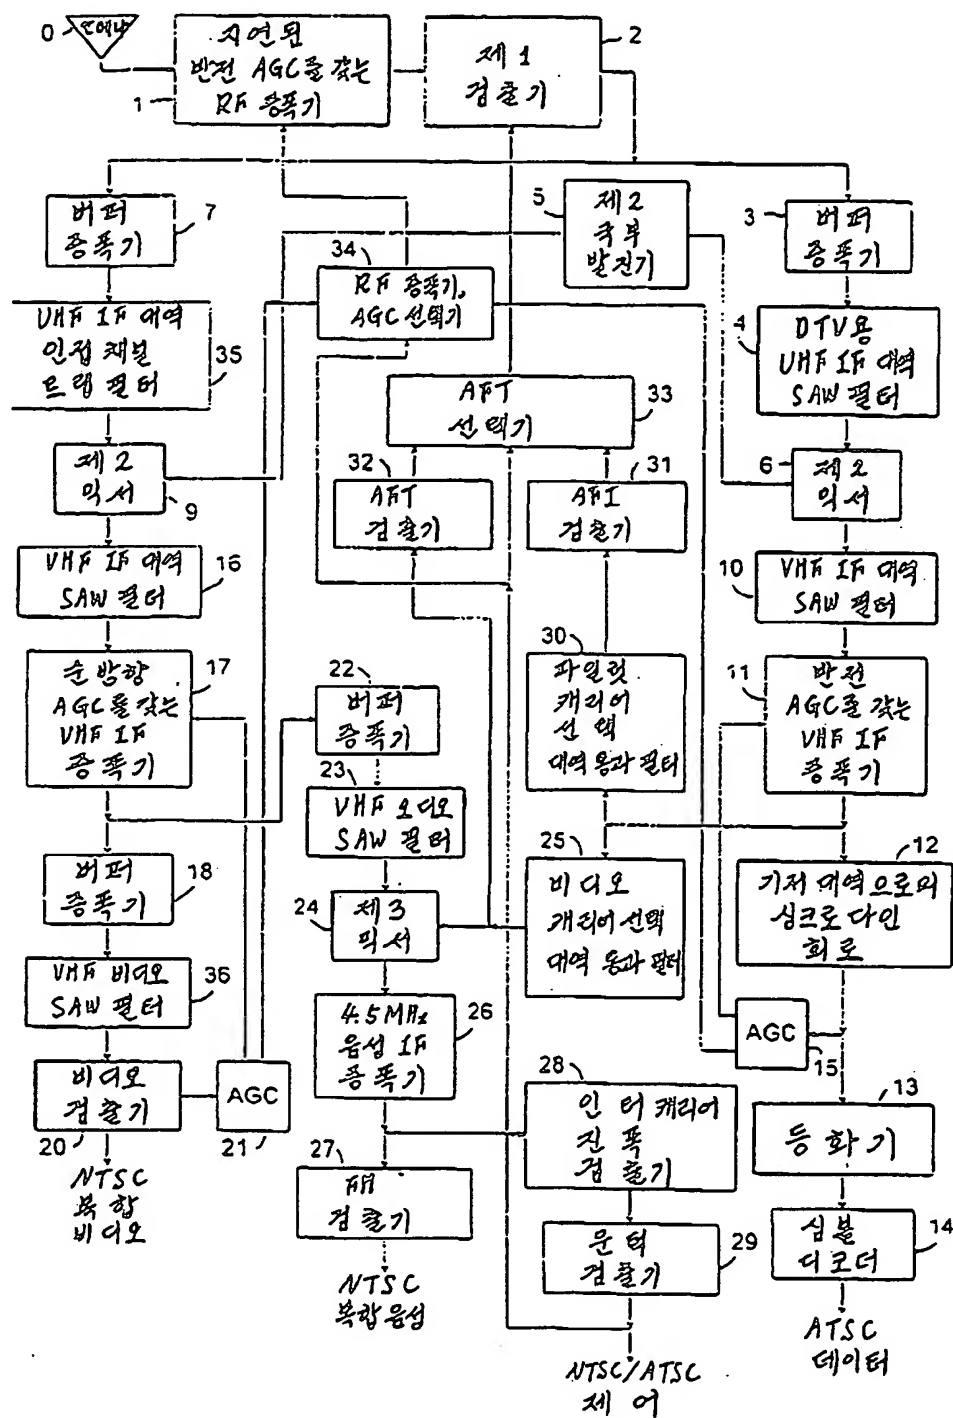 0
안테나
1
지연된
반전 AGC를 갖는
RF 증폭기
2
제 1
검출기
7
버퍼
증폭기
5
제 2
국부
발진기
3
버퍼
증폭기
34
RF 증폭기,
AGC 선택기
35
UHF IF 대역
인접 채널
트랩 필터
4
DTV용
UHF IF 대역
SAW 필터
33
AFT
선택기
9
제 2
믹서
32
AFT
검출기
31
AFI
검출기
6
제 2
믹서
16
VHF IF 대역
SAW 필터
10
VHF IF 대역
SAW 필터
17
순방향
AGC를 갖는
VHF IF
증폭기
22
버퍼
증폭기
30
파일럿
캐리어
선택
대역 통과 필터
11
반전
AGC를 갖는
VHF IF
증폭기
23
VHF 오디오
SAW 필터
18
버퍼
증폭기
24
제 3
믹서
25
비디오
캐리어 선택
대역 통과 필터
12
기저 대역으로의
싱크로다인
회로
36
VHF 비디오
SAW 필터
26
4.5MHz
음성 IF
증폭기
AGC
15
20
비디오
검출기
AGC
21
28
인터캐리어
진폭
검출기
13
등화기
27
FM
검출기
NTSC
복합
비디오
29
문턱
검출기
14
심볼
디코더
NTSC
복합음성
ATSC
데이터
NTSC/ATSC
제어